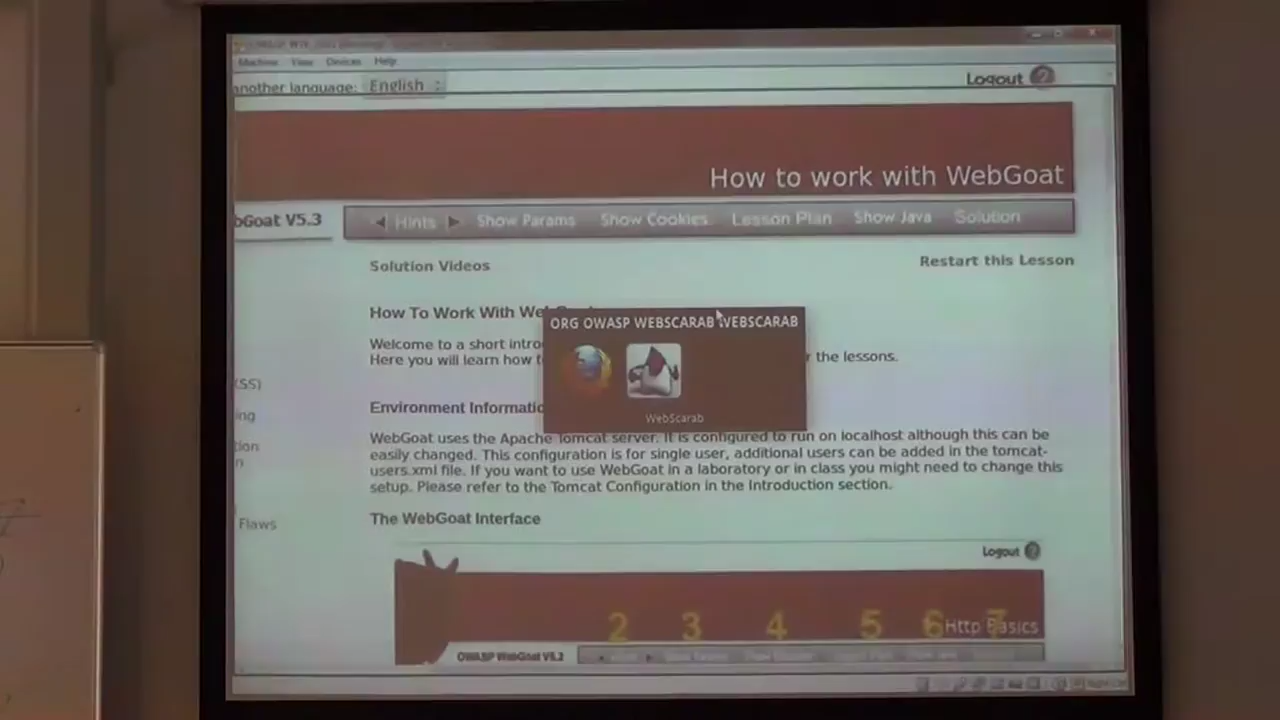 Machine View Devices Help
another language: English
Logout ?
How to work with WebGoat
bGoat V5.3
Hints Show Params Show Cookies Lesson Plan Show Java Solution
Solution Videos
Restart this Lesson
How To Work With We
ORG OWASP WEBSCARAB WEBSCARAB
Welcome to a short intro
Here you will learn how t r the lessons.
WebScarab
(SS)
ing
tion
n
Flaws
Environment Informatio
WebGoat uses the Apache Tomcat server. It is configured to run on localhost although this can be
easily changed. This configuration is for single user, additional users can be added in the tomcat-
users.xml file. If you want to use WebGoat in a laboratory or in class you might need to change this
setup. Please refer to the Tomcat Configuration in the Introduction section.
The WebGoat Interface
Logout ?
2 3 4 5 6 7
Http Basics
OWASP WebGoat V5.2